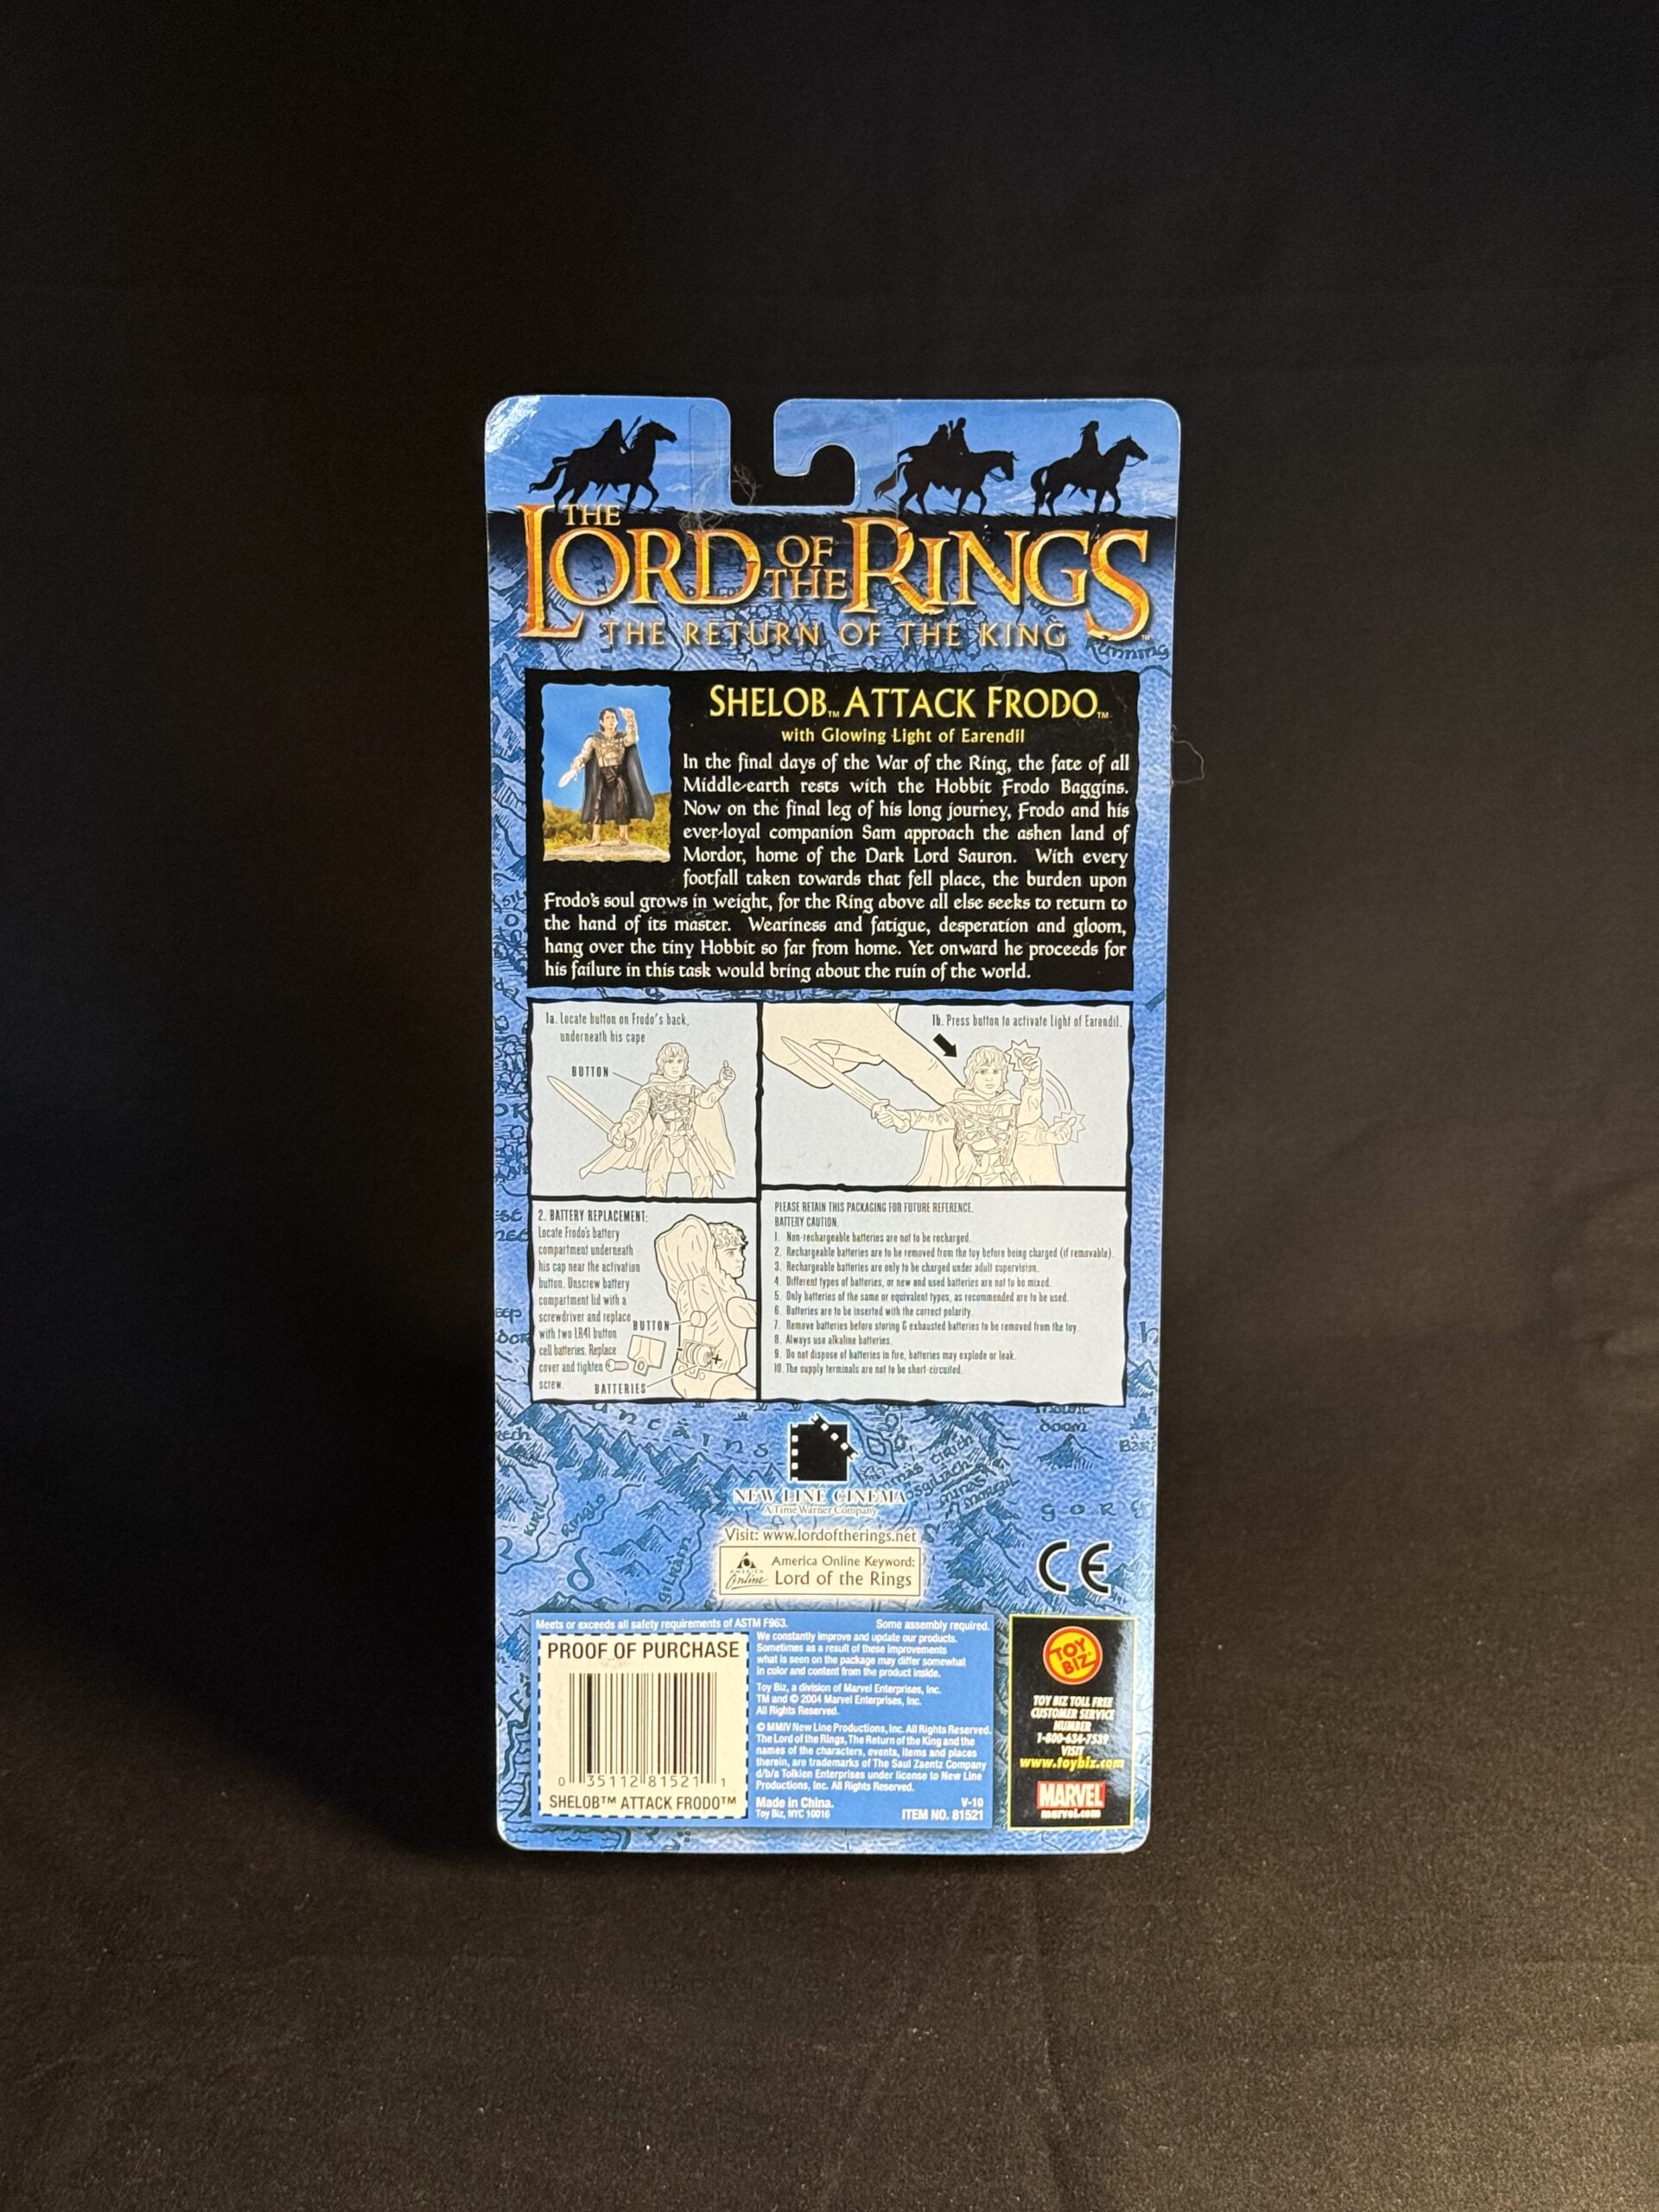 THE
LORD OF THE RINGS
THE RETURN OF THE KING™
Running
SHELOB™ ATTACK FRODO™
with Glowing Light of Earendil
In the final days of the War of the Ring, the fate of all
Middle-earth rests with the Hobbit Frodo Baggins.
Now on the final leg of his long journey, Frodo and his
ever-loyal companion Sam approach the ashen land of
Mordor, home of the Dark Lord Sauron. With every
footfall taken towards that fell place, the burden upon
Frodo's soul grows in weight, for the Ring above all else seeks to return to
the hand of its master. Weariness and fatigue, desperation and gloom,
hang over the tiny Hobbit so far from home. Yet onward he proceeds for
his failure in this task would bring about the ruin of the world.
1a. Locate button on Frodo's back,
underneath his cape
BUTTON
1b. Press button to activate Light of Earendil.
2. BATTERY REPLACEMENT:
Locate Frodo's battery
compartment underneath
his cap near the activation
button. Unscrew battery
compartment lid with a
screwdriver and replace
with two LR41 button
cell batteries. Replace
cover and tighten
screw.
BUTTON
BATTERIES
PLEASE RETAIN THIS PACKAGING FOR FUTURE REFERENCE.
BATTERY CAUTION.
1. Non-rechargeable batteries are not to be recharged.
2. Rechargeable batteries are to be removed from the toy before being charged (if removable).
3. Rechargeable batteries are only to be charged under adult supervision.
4. Different types of batteries, or new and used batteries are not to be mixed.
5. Only batteries of the same or equivalent types, as recommended are to be used.
6. Batteries are to be inserted with the correct polarity.
7. Remove batteries before storing & exhausted batteries to be removed from the toy.
8. Always use alkaline batteries.
9. Do not dispose of batteries in fire, batteries may explode or leak.
10. The supply terminals are not to be short-circuited.
doom
GOR
Ringlo
Gilrain
NEW LINE CINEMA
A Time Warner Company
Visit: www.lordoftherings.net
AMERICA Online
America Online Keyword:
Lord of the Rings
CE
Meets or exceeds all safety requirements of ASTM F963.
Some assembly required.
PROOF OF PURCHASE
0 35112 81521 1
SHELOB™ ATTACK FRODO™
We constantly improve and update our products.
Sometimes as a result of these improvements
what is seen on the package may differ somewhat
in color and content from the product inside.
Toy Biz, a division of Marvel Enterprises, Inc.
TM and © 2004 Marvel Enterprises, Inc.
All Rights Reserved.
© MMIV New Line Productions, Inc. All Rights Reserved.
The Lord of the Rings, The Return of the King and the
names of the characters, events, items and places
therein, are trademarks of The Saul Zaentz Company
d/b/a Tolkien Enterprises under license to New Line
Productions, Inc. All Rights Reserved.
Made in China.
Toy Biz, NYC 10016
V-10
ITEM NO. 81521
TOY BIZ
TOY BIZ TOLL FREE
CUSTOMER SERVICE
NUMBER
1-800-634-7539
VISIT
www.toybiz.com
MARVEL
marvel.com